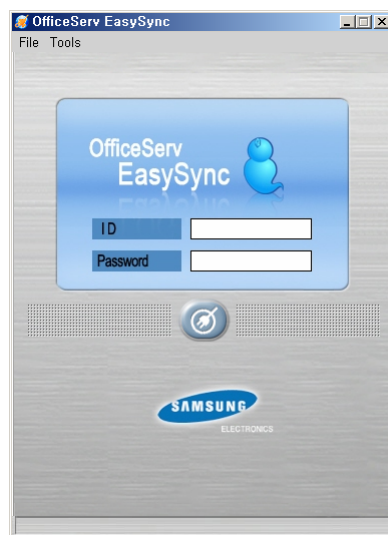 OfficeServ EasySync
File Tools
OfficeServ
EasySync
ID
Password
SAMSUNG
ELECTRONICS